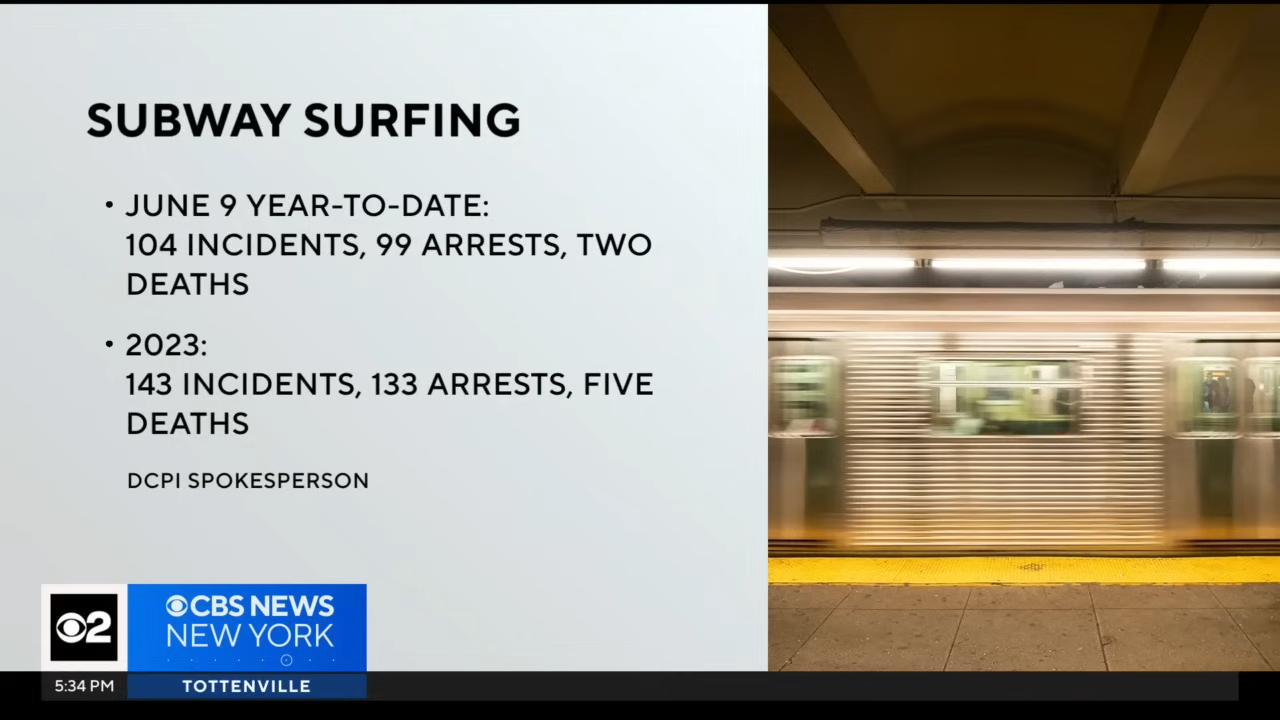 SUBWAY SURFING
• JUNE 9 YEAR-TO-DATE:
104 INCIDENTS, 99 ARRESTS, TWO
DEATHS
• 2023:
143 INCIDENTS, 133 ARRESTS, FIVE
DEATHS
DCPI SPOKESPERSON
2
CBS NEWS
NEW YORK
5:34 PM
TOTTENVILLE